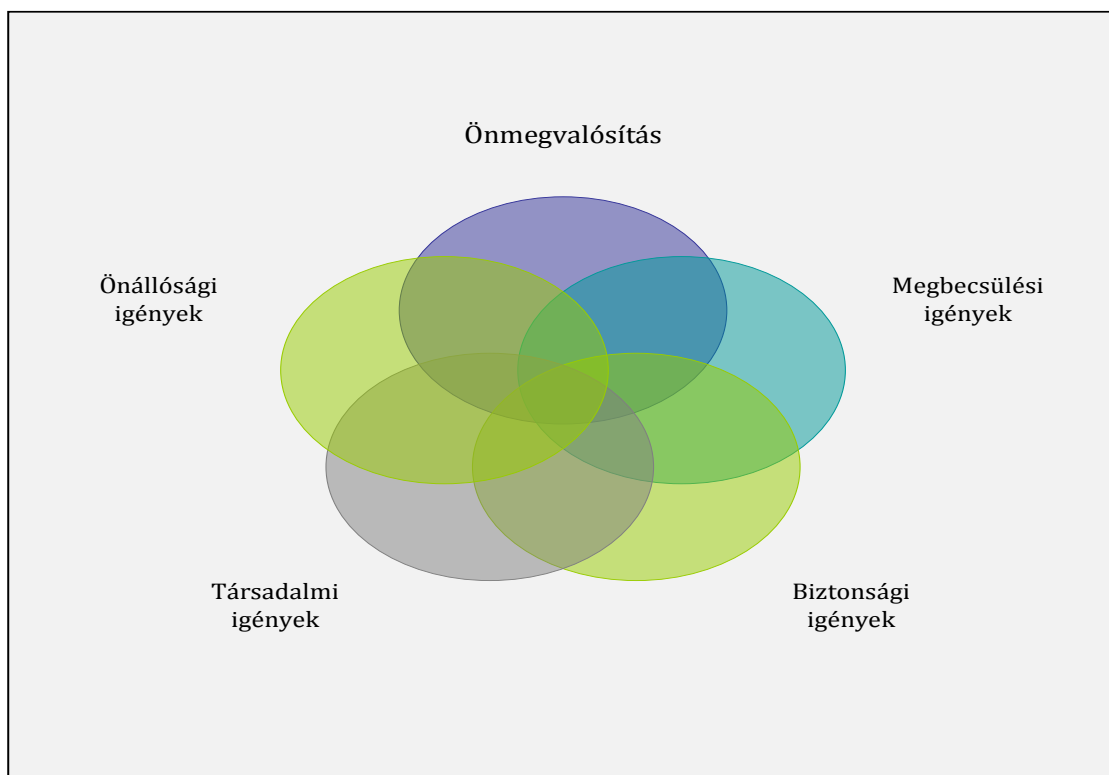 Önmegvalósítás
Önállósági
igények
Megbecsülési
igények
Társadalmi
igények
Biztonsági
igények